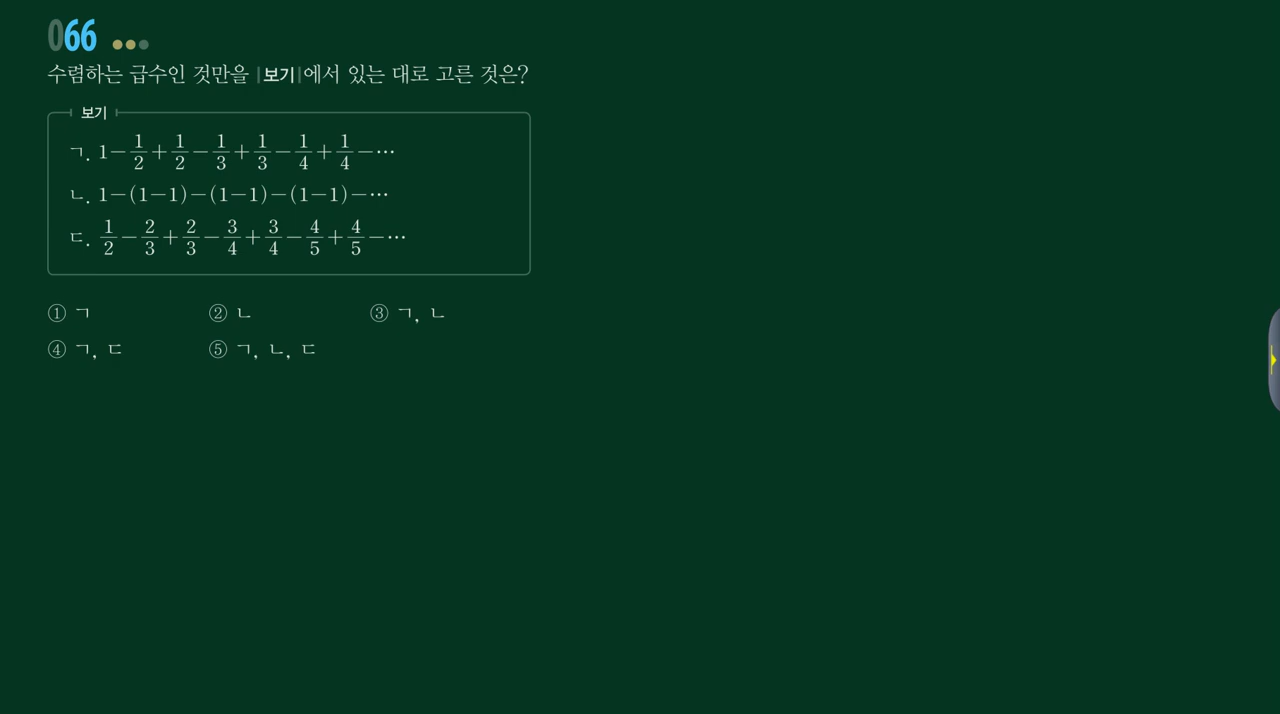 066
수렴하는 급수인 것만을 |보기|에서 있는 대로 고른 것은?
보기
ㄱ. 1-1/2+1/2-1/3+1/3-1/4+1/4-⋯
ㄴ. 1-(1-1)-(1-1)-(1-1)-⋯
ㄷ. 1/2-2/3+2/3-3/4+3/4-4/5+4/5-⋯
① ㄱ ② ㄴ ③ ㄱ, ㄴ
④ ㄱ, ㄷ ⑤ ㄱ, ㄴ, ㄷ